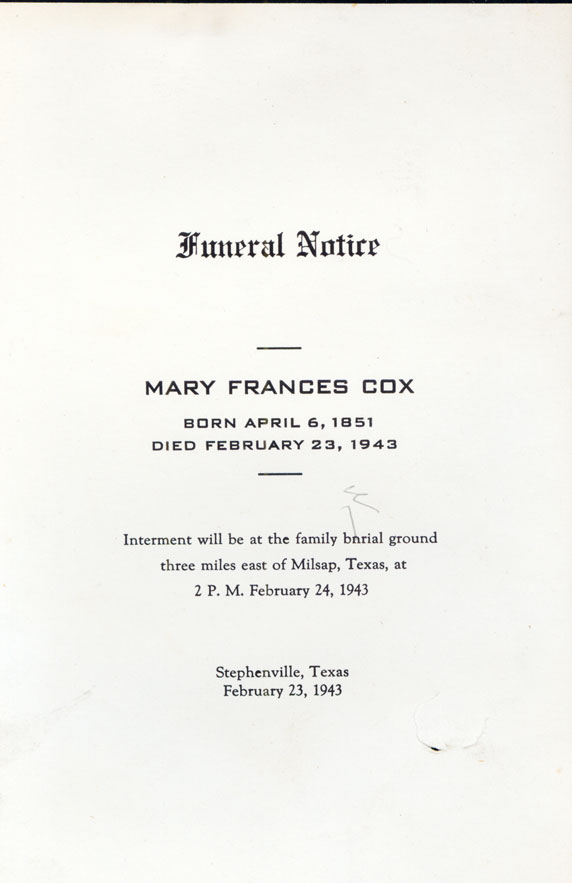 Funeral Notice
MARY FRANCES COX
BORN APRIL 6, 1851
DIED FEBRUARY 23, 1943
Interment will be at the family bnrial ground
three miles east of Milsap, Texas, at
2 P. M. February 24, 1943
Stephenville, Texas
February 23, 1943